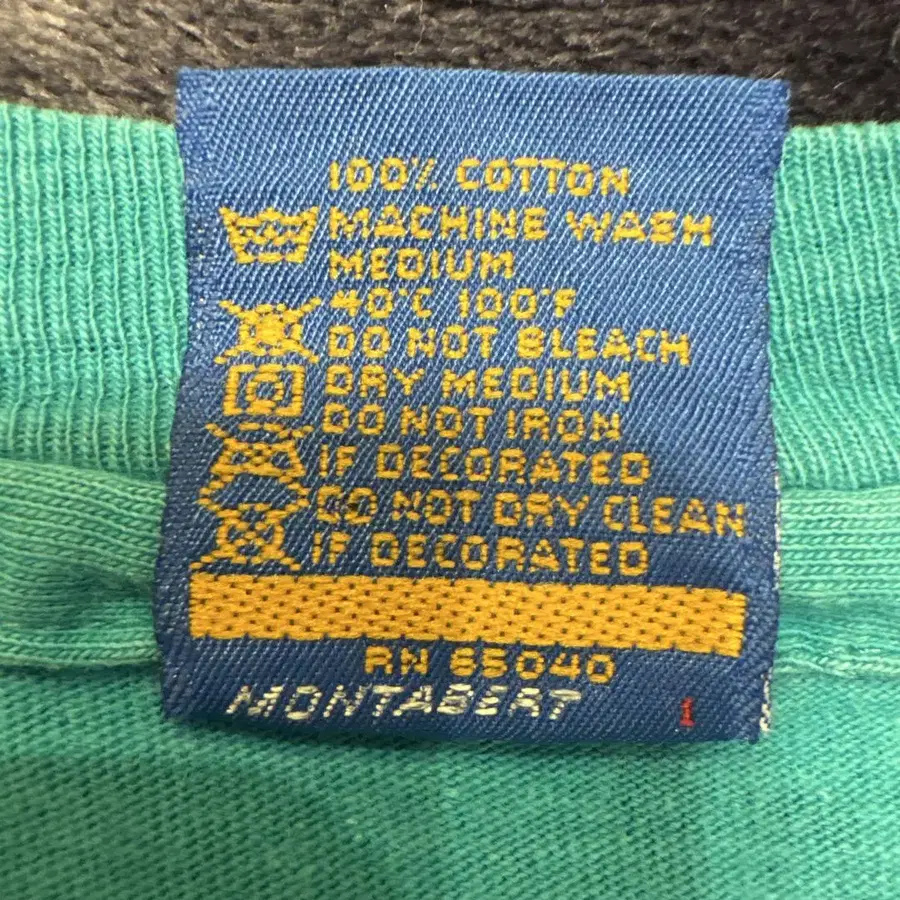 100% COTTON
MACHINE WASH
MEDIUM
40°C 100°F
DO NOT BLEACH
DRY MEDIUM
DO NOT IRON
IF DECORATED
DO NOT DRY CLEAN
IF DECORATED
RN 65040
MONTABERT 1